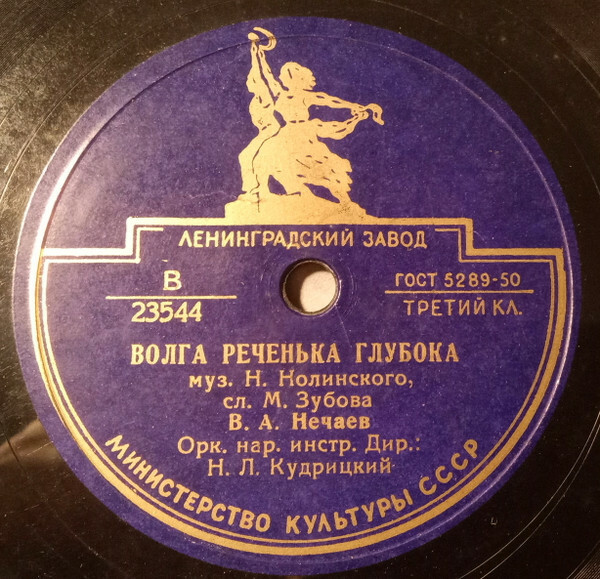 ЛЕНИНГРАДСКИЙ ЗАВОД
В
23544
ГОСТ 5289-50
ТРЕТИЙ КЛ.
ВОЛГА РЕЧЕНЬКА ГЛУБОКА
муз. Н. Нолинского,
сл. М. Зубова
В. А. Нечаев
Орк. нар. инстр. Дир.:
Н. Л. Кудрицкий
МИНИСТЕРСТВО КУЛЬТУРЫ СССР